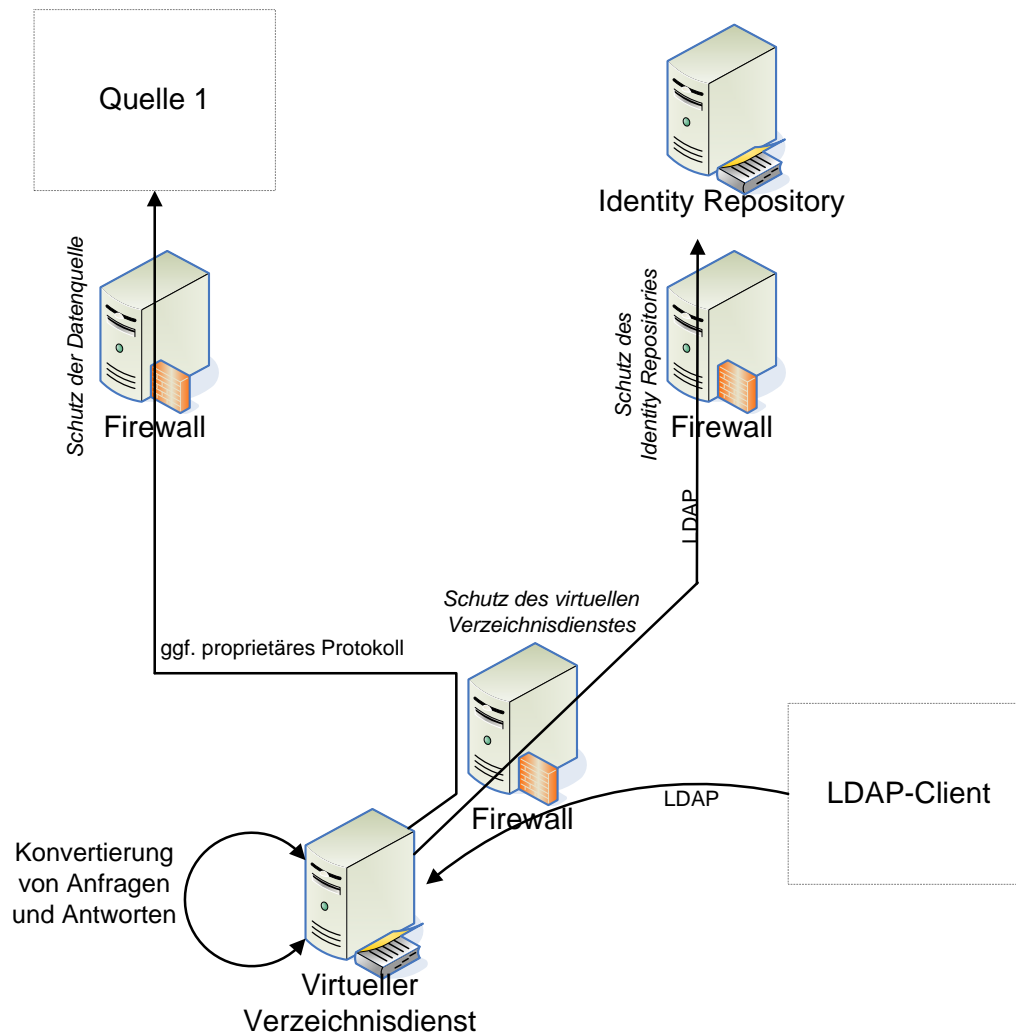 Quelle 1
Identity Repository
Schutz der Datenquelle
Schutz des
Identity Repositories
Firewall
Firewall
LDAP
Schutz des virtuellen
Verzeichnisdienstes
ggf. proprietäres Protokoll
LDAP-Client
LDAP
Firewall
Konvertierung
von Anfragen
und Antworten
Virtueller
Verzeichnisdienst